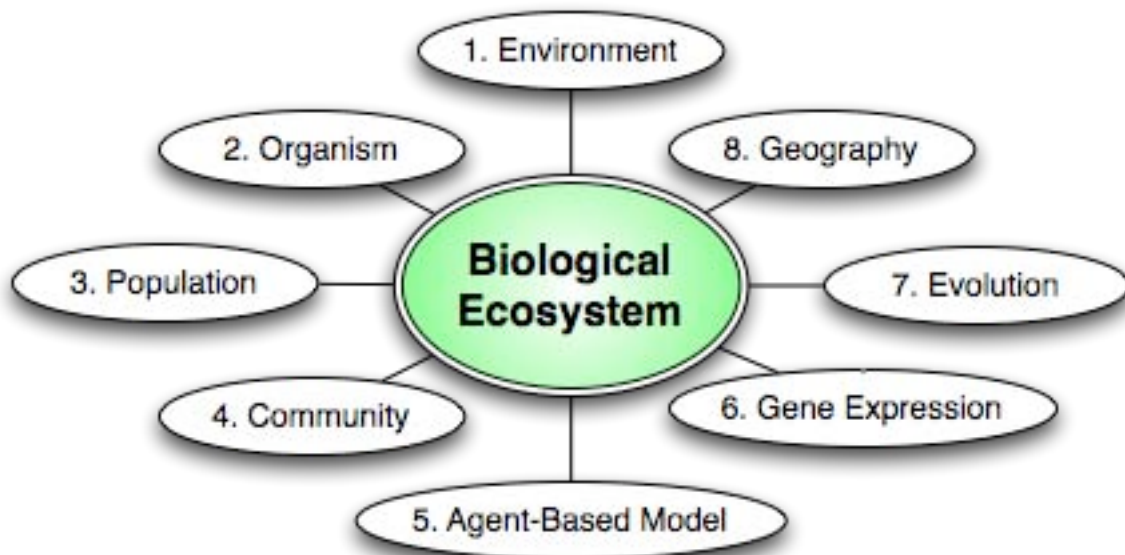 1. Environment
2. Organism
8. Geography
Biological
Ecosystem
3. Population
7. Evolution
4. Community
6. Gene Expression
5. Agent-Based Model